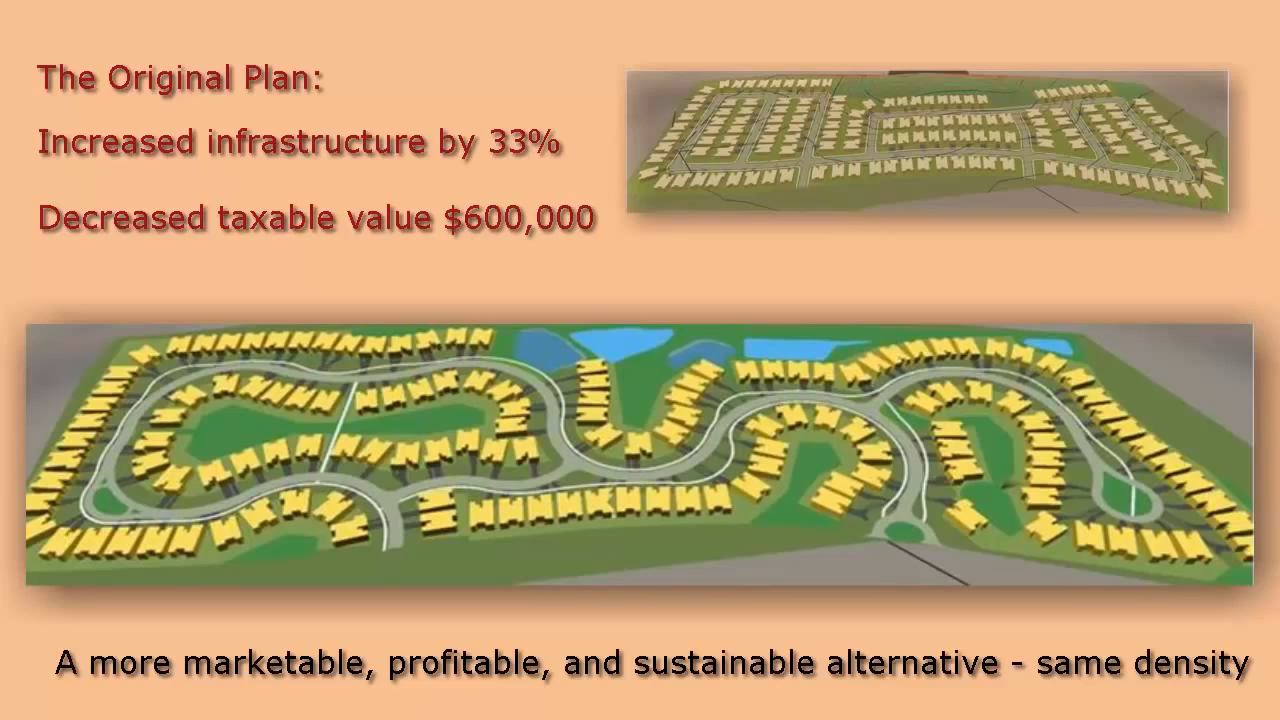 The Original Plan:
Increased infrastructure by 33%
Decreased taxable value $600,000
A more marketable, profitable, and sustainable alternative - same density